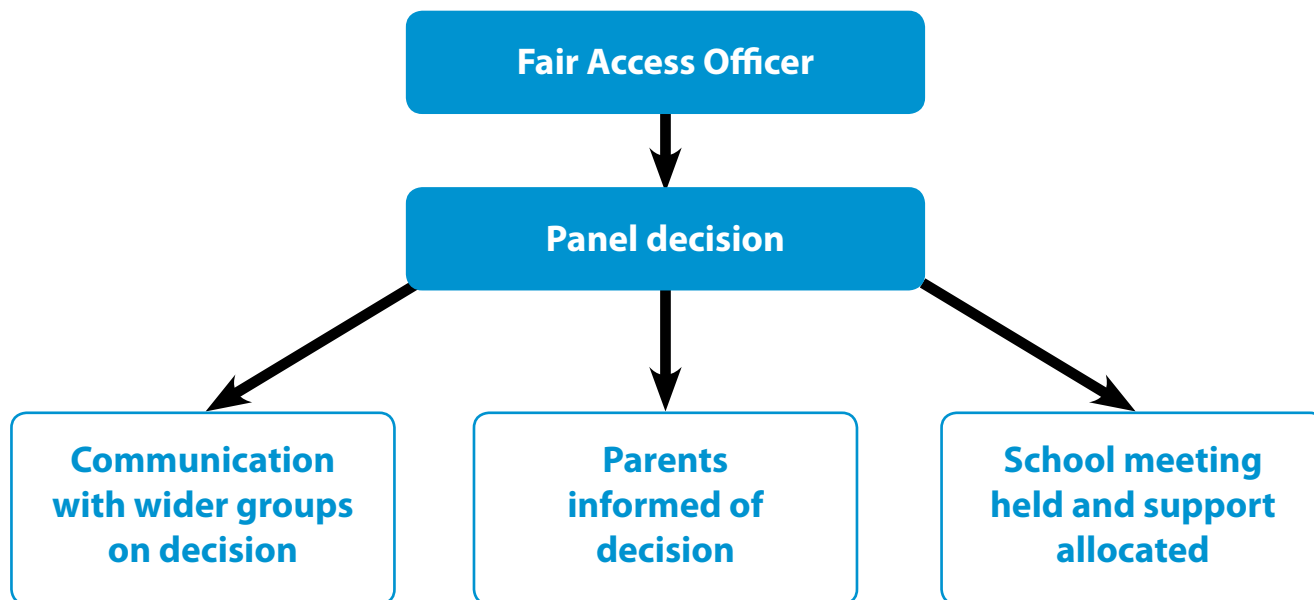 Fair Access Officer
Panel decision
Communication
with wider groups
on decision
Parents
informed of
decision
School meeting
held and support
allocated